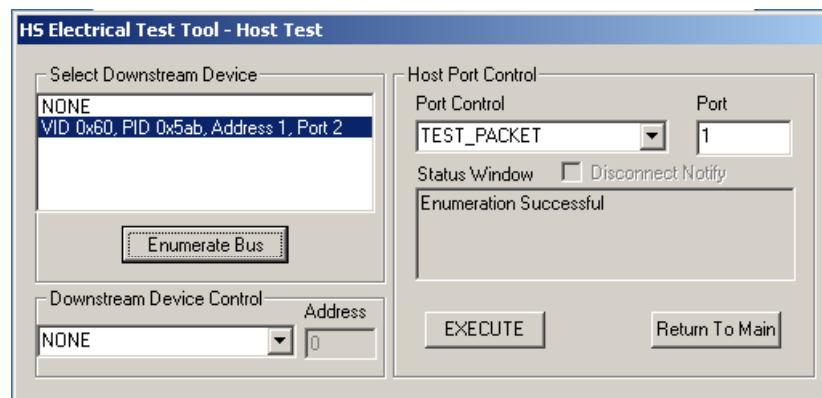 HS Electrical Test Tool - Host Test
Select Downstream Device
NONE
VID 0x60, PID 0x5ab, Address 1, Port 2
Enumerate Bus
Downstream Device Control
Address
NONE
0
Host Port Control
Port Control
Port
TEST_PACKET
1
Status Window
Disconnect Notify
Enumeration Successful
EXECUTE
Return To Main